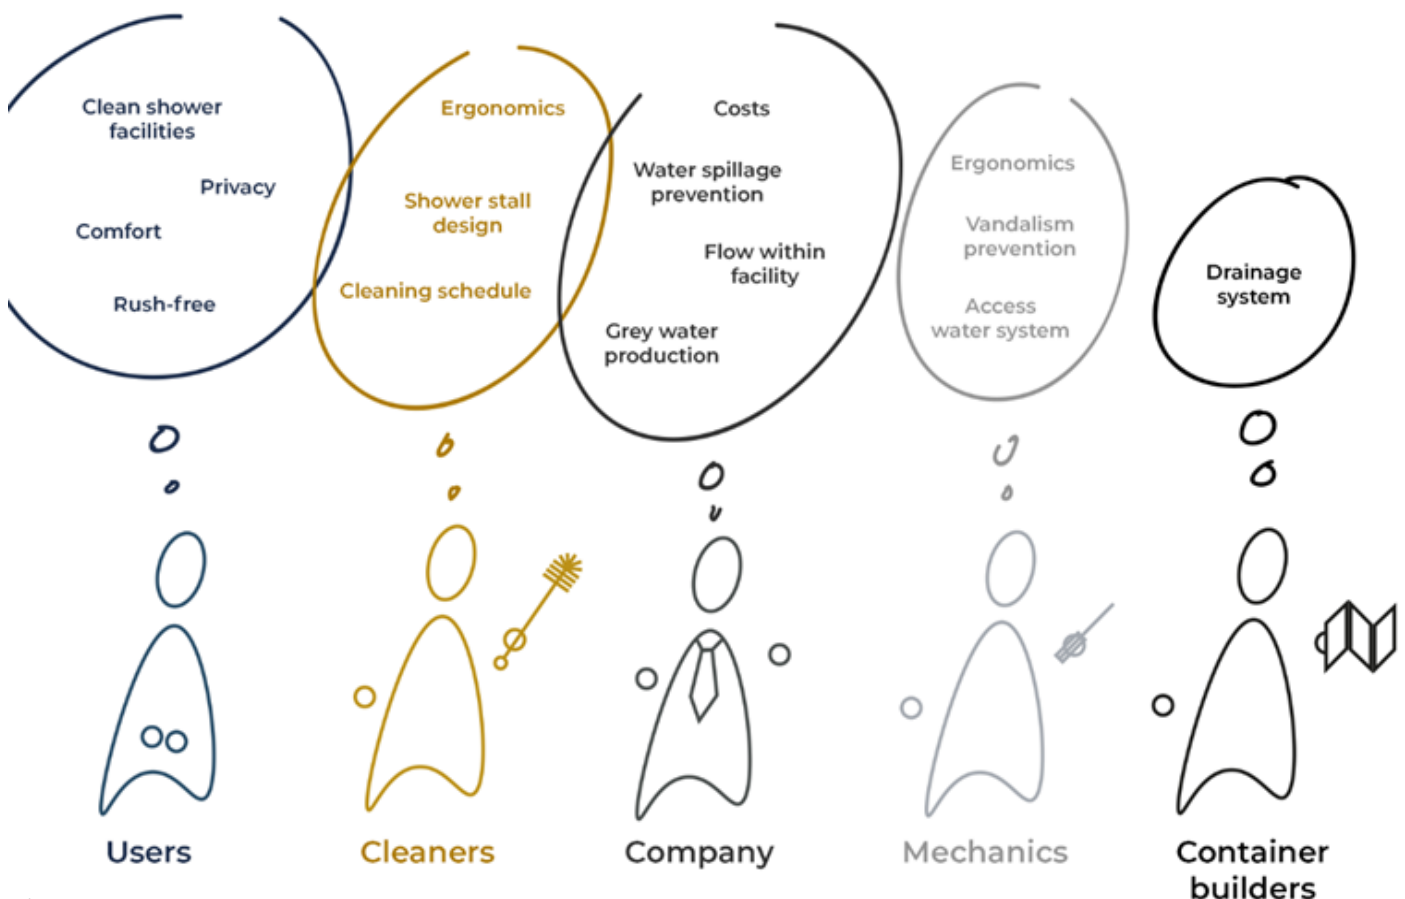 Clean shower
facilities
Privacy
Comfort
Rush-free
Ergonomics
Shower stall
design
Cleaning schedule
Costs
Water spillage
prevention
Flow within
facility
Grey water
production
Ergonomics
Vandalism
prevention
Access
water system
Drainage
system
Users
Cleaners
Company
Mechanics
Container
builders